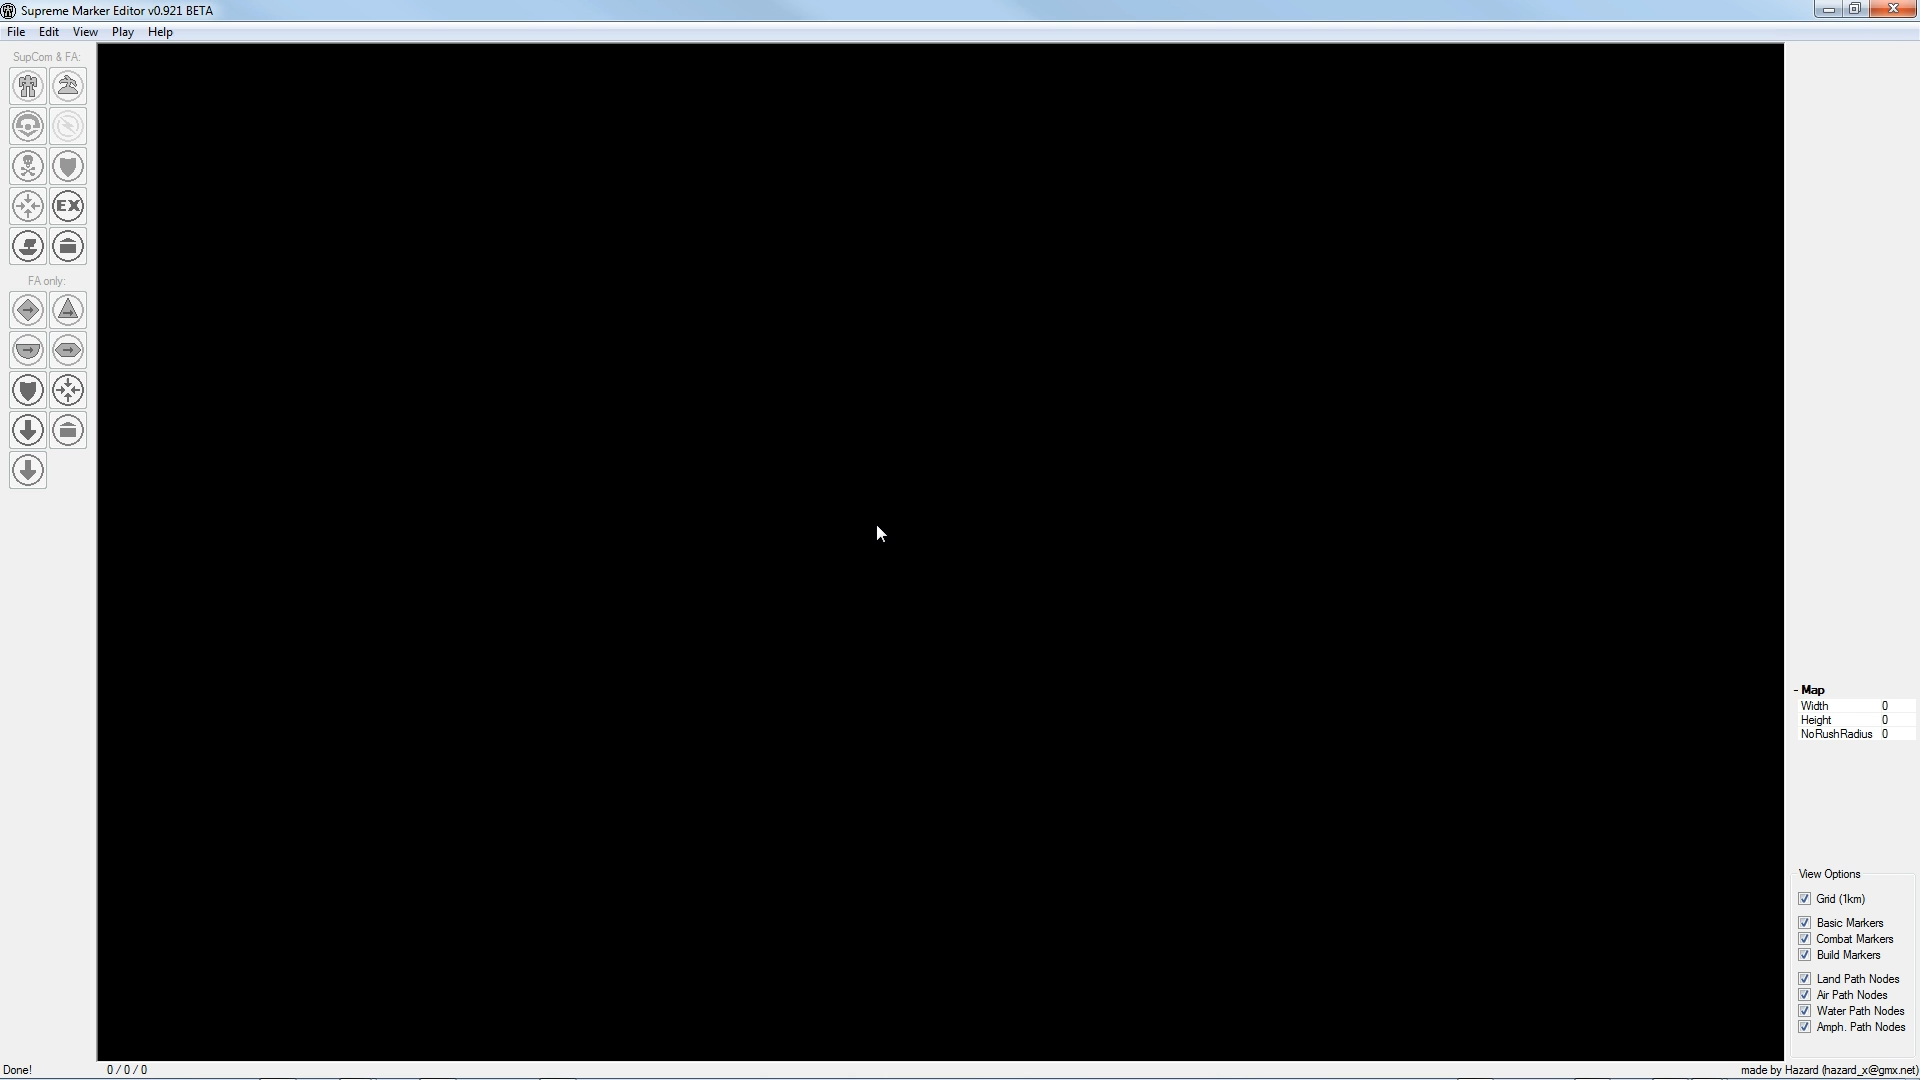 Supreme Marker Editor v0.921 BETA
File Edit View Play Help
SupCom & FA:
EX
FA only:
- Map
Width 0
Height 0
NoRushRadius 0
View Options
Grid (1km)
Basic Markers
Combat Markers
Build Markers
Land Path Nodes
Air Path Nodes
Water Path Nodes
Amph. Path Nodes
Done! 0 / 0 / 0 made by Hazard (hazard_x@gmx.net)